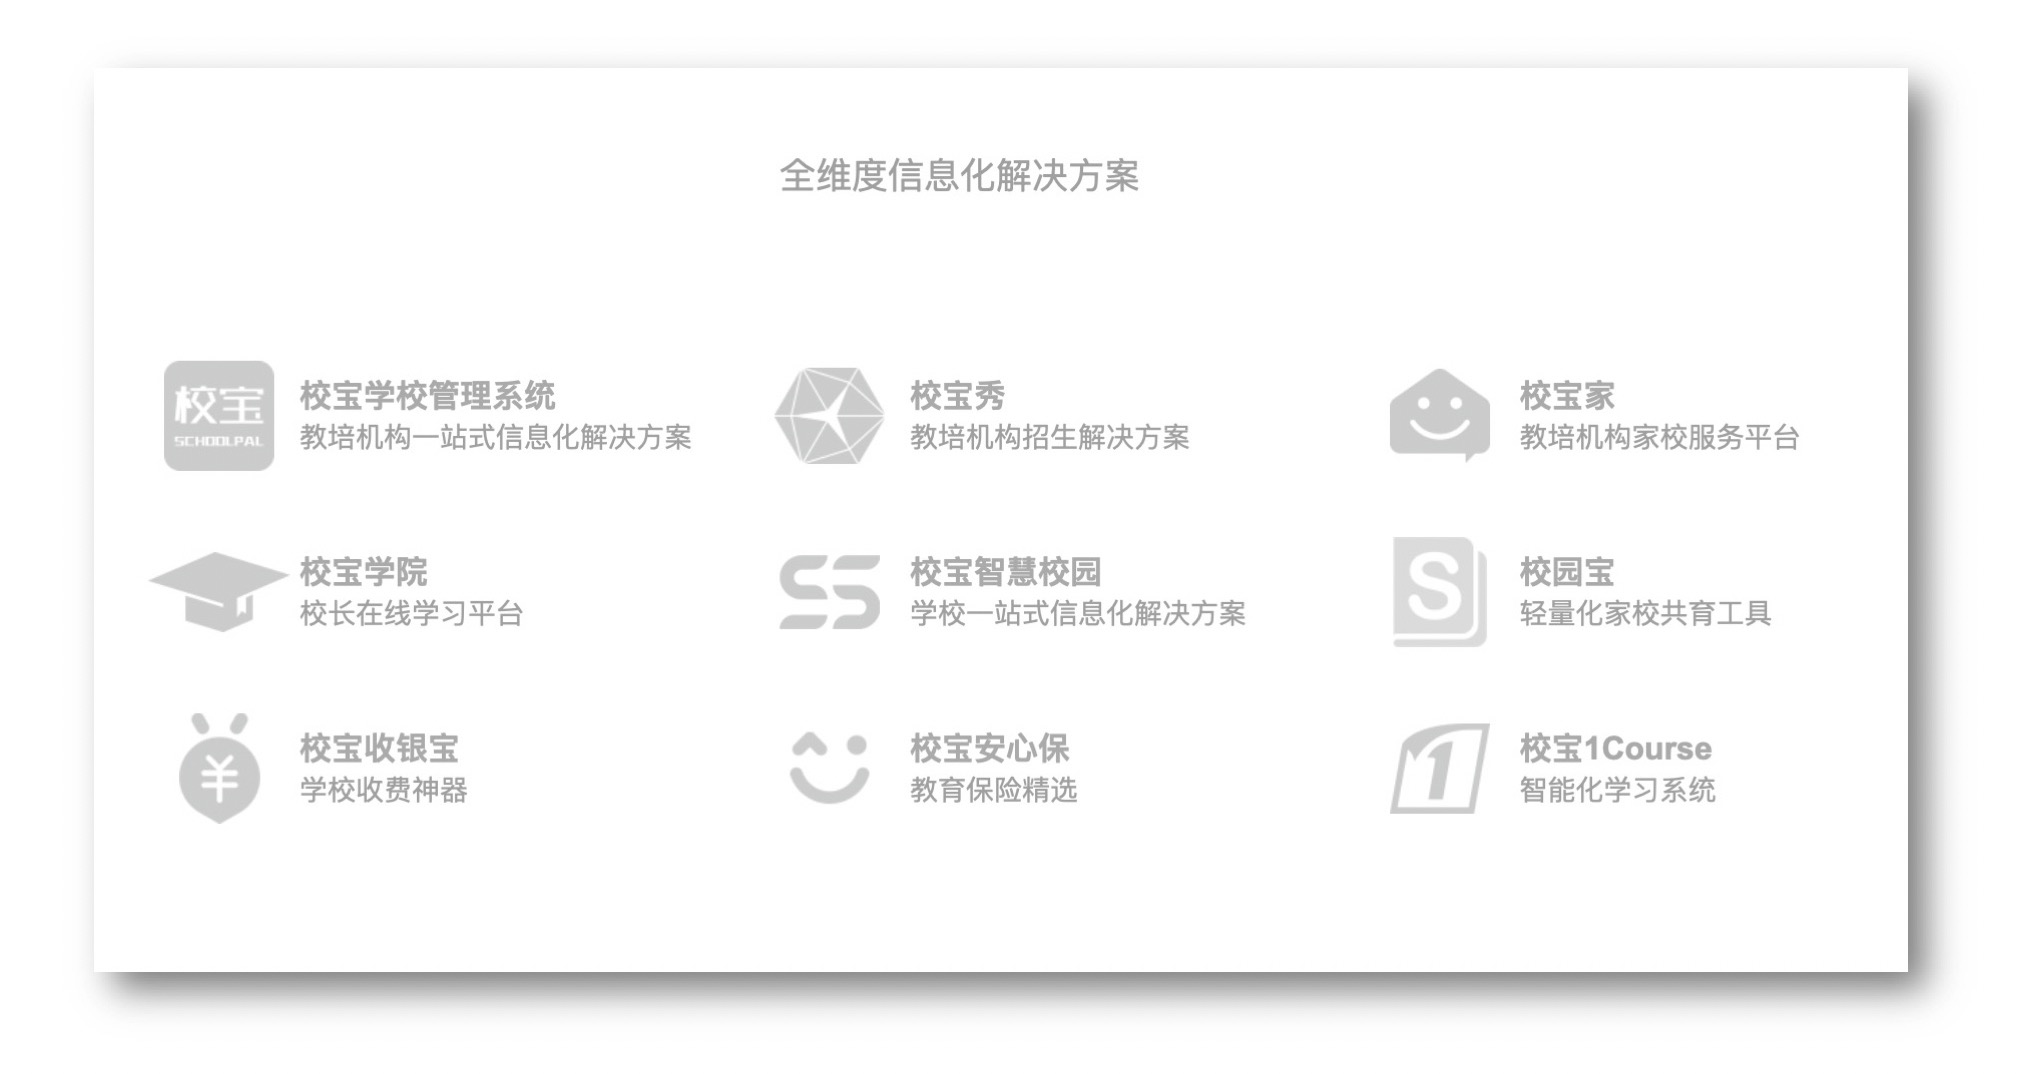 全维度信息化解决方案
校宝
SCHOOLPAL
校宝学校管理系统
教培机构一站式信息化解决方案
校宝秀
教培机构招生解决方案
校宝家
教培机构家校服务平台
校宝学院
校长在线学习平台
校宝智慧校园
学校一站式信息化解决方案
S
校园宝
轻量化家校共育工具
¥
校宝收银宝
学校收费神器
校宝安心保
教育保险精选
1
校宝1Course
智能化学习系统